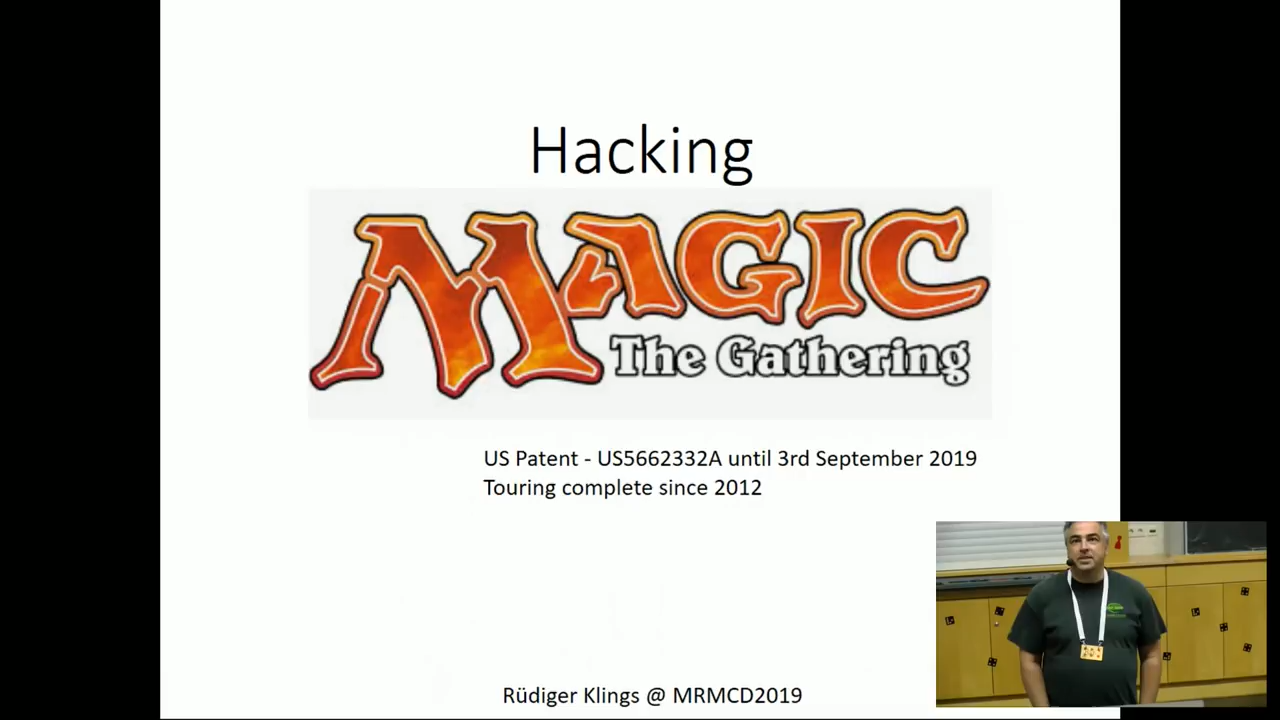 Hacking
MAGIC
The Gathering
US Patent - US5662332A until 3rd September 2019
Touring complete since 2012
Rüdiger Klings @ MRMCD2019